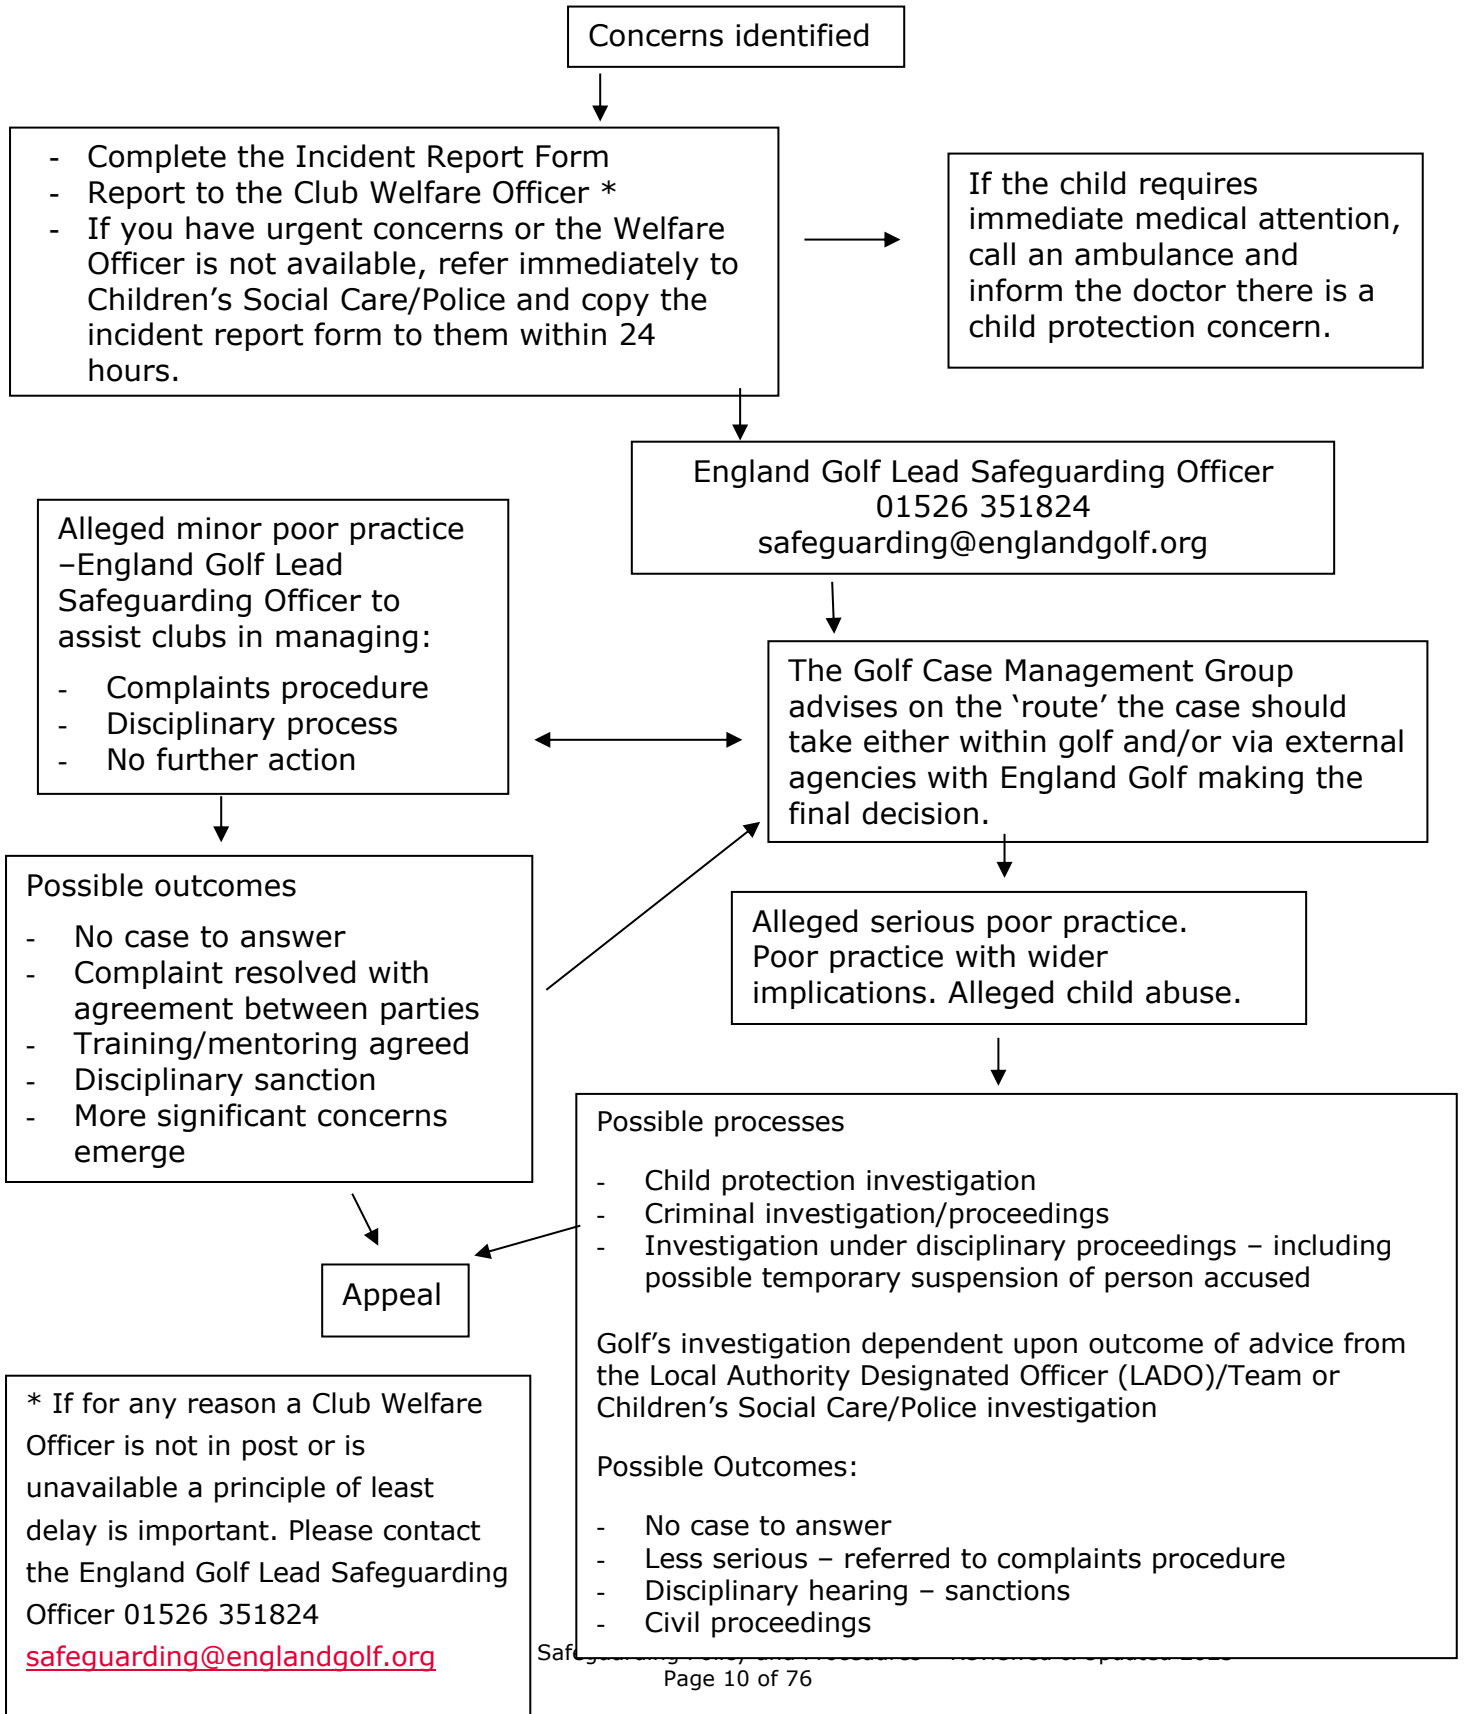 Concerns identified
- Complete the Incident Report Form
- Report to the Club Welfare Officer *
- If you have urgent concerns or the Welfare
Officer is not available, refer immediately to
Children’s Social Care/Police and copy the
incident report form to them within 24
hours.
If the child requires
immediate medical attention,
call an ambulance and
inform the doctor there is a
child protection concern.
England Golf Lead Safeguarding Officer
01526 351824
safeguarding@englandgolf.org
Alleged minor poor practice
–England Golf Lead
Safeguarding Officer to
assist clubs in managing:
- Complaints procedure
- Disciplinary process
- No further action
The Golf Case Management Group
advises on the ‘route’ the case should
take either within golf and/or via external
agencies with England Golf making the
final decision.
Possible outcomes
- No case to answer
- Complaint resolved with
agreement between parties
- Training/mentoring agreed
- Disciplinary sanction
- More significant concerns
emerge
Alleged serious poor practice.
Poor practice with wider
implications. Alleged child abuse.
Possible processes
- Child protection investigation
- Criminal investigation/proceedings
- Investigation under disciplinary proceedings – including
possible temporary suspension of person accused
Golf’s investigation dependent upon outcome of advice from
the Local Authority Designated Officer (LADO)/Team or
Children’s Social Care/Police investigation
Possible Outcomes:
- No case to answer
- Less serious – referred to complaints procedure
- Disciplinary hearing – sanctions
- Civil proceedings
Appeal
* If for any reason a Club Welfare
Officer is not in post or is
unavailable a principle of least
delay is important. Please contact
the England Golf Lead Safeguarding
Officer 01526 351824
safeguarding@englandgolf.org
Safeguarding Policy and Procedures
Page 10 of 76